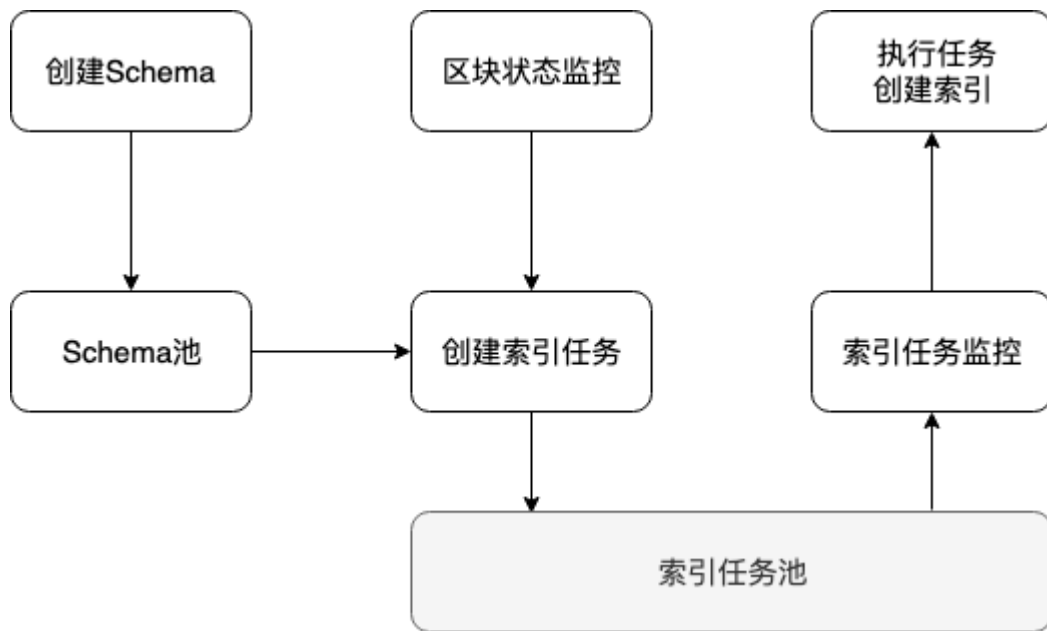 创建Schema
区块状态监控
执行任务
创建索引
Schema池
创建索引任务
索引任务监控
索引任务池